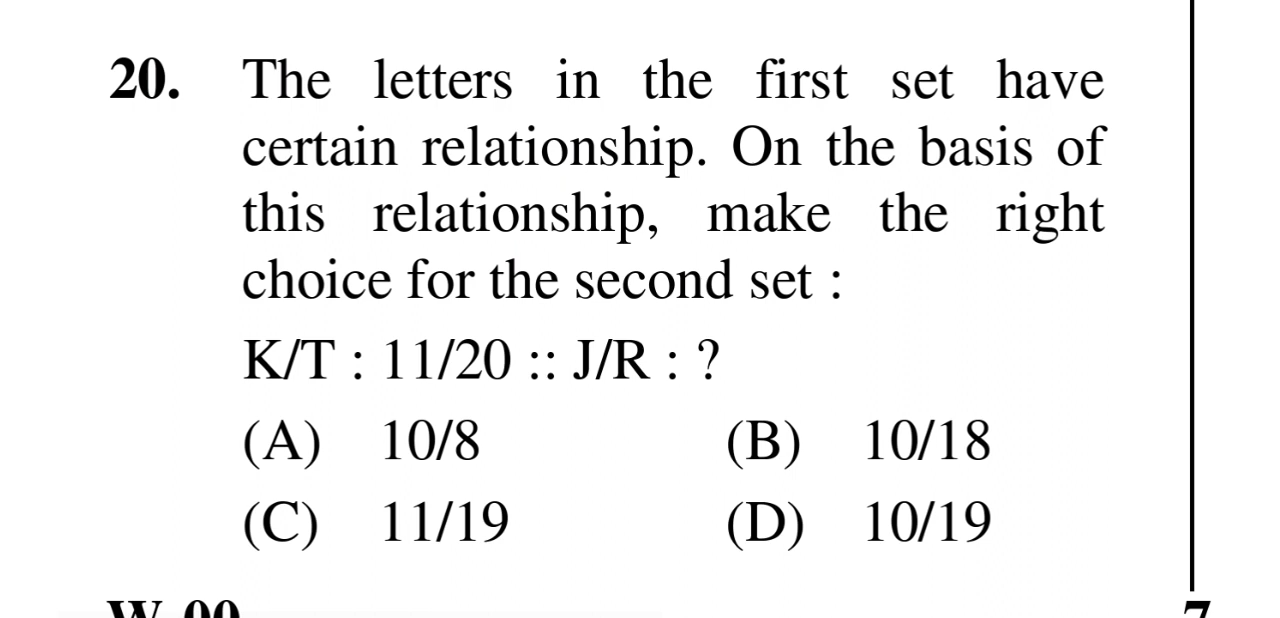 20. The letters in the first set have
certain relationship. On the basis of
this relationship, make the right
choice for the second set :
K/T : 11/20 :: J/R : ?
(A) 10/8 (B) 10/18
(C) 11/19 (D) 10/19